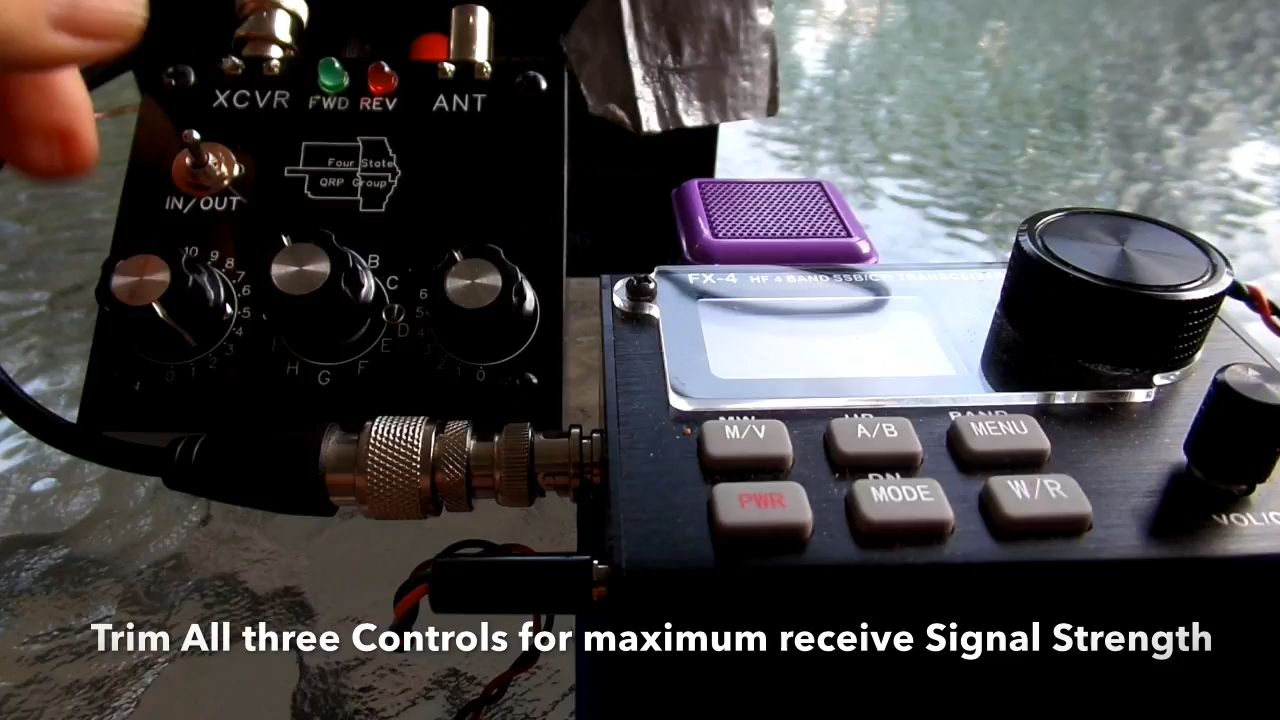 XCVR
FWD REV
ANT
Four State
QRP Group
IN/OUT
10 9 8 7 6 5 4 3 2 1 0
B C D E F G H I
6 5 4 3 2 1 0
FX-4 HF 4 BAND SSB/CW TRANSCEIVER
M/V
A/B
BAND
MENU
PWR
DN
MODE
W/R
Trim All three Controls for maximum receive Signal Strength